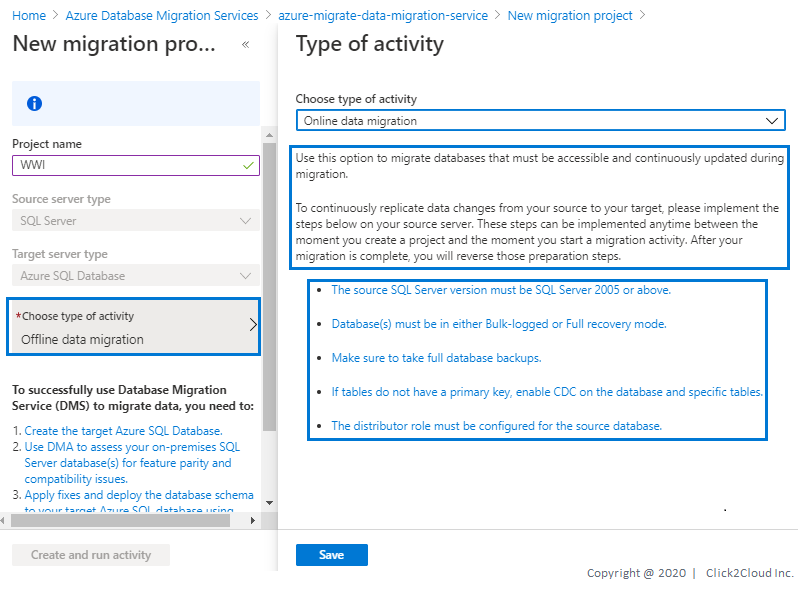 Home > Azure Database Migration Services > azure-migrate-data-migration-service > New migration project >
New migration pro... «
Project name
WWI
Source server type
SQL Server
Target server type
Azure SQL Database
*Choose type of activity
Offline data migration
To successfully use Database Migration
Service (DMS) to migrate data, you need to:
1. Create the target Azure SQL Database.
2. Use DMA to assess your on-premises SQL
Server database(s) for feature parity and
compatibility issues.
3. Apply fixes and deploy the database schema
to your target Azure SQL database using
Create and run activity
Type of activity
Choose type of activity
Online data migration
Use this option to migrate databases that must be accessible and continuously updated during
migration.
To continuously replicate data changes from your source to your target, please implement the
steps below on your source server. These steps can be implemented anytime between the
moment you create a project and the moment you start a migration activity. After your
migration is complete, you will reverse those preparation steps.
• The source SQL Server version must be SQL Server 2005 or above.
• Database(s) must be in either Bulk-logged or Full recovery mode.
• Make sure to take full database backups.
• If tables do not have a primary key, enable CDC on the database and specific tables.
• The distributor role must be configured for the source database.
Save
Copyright @ 2020 | Click2Cloud Inc.